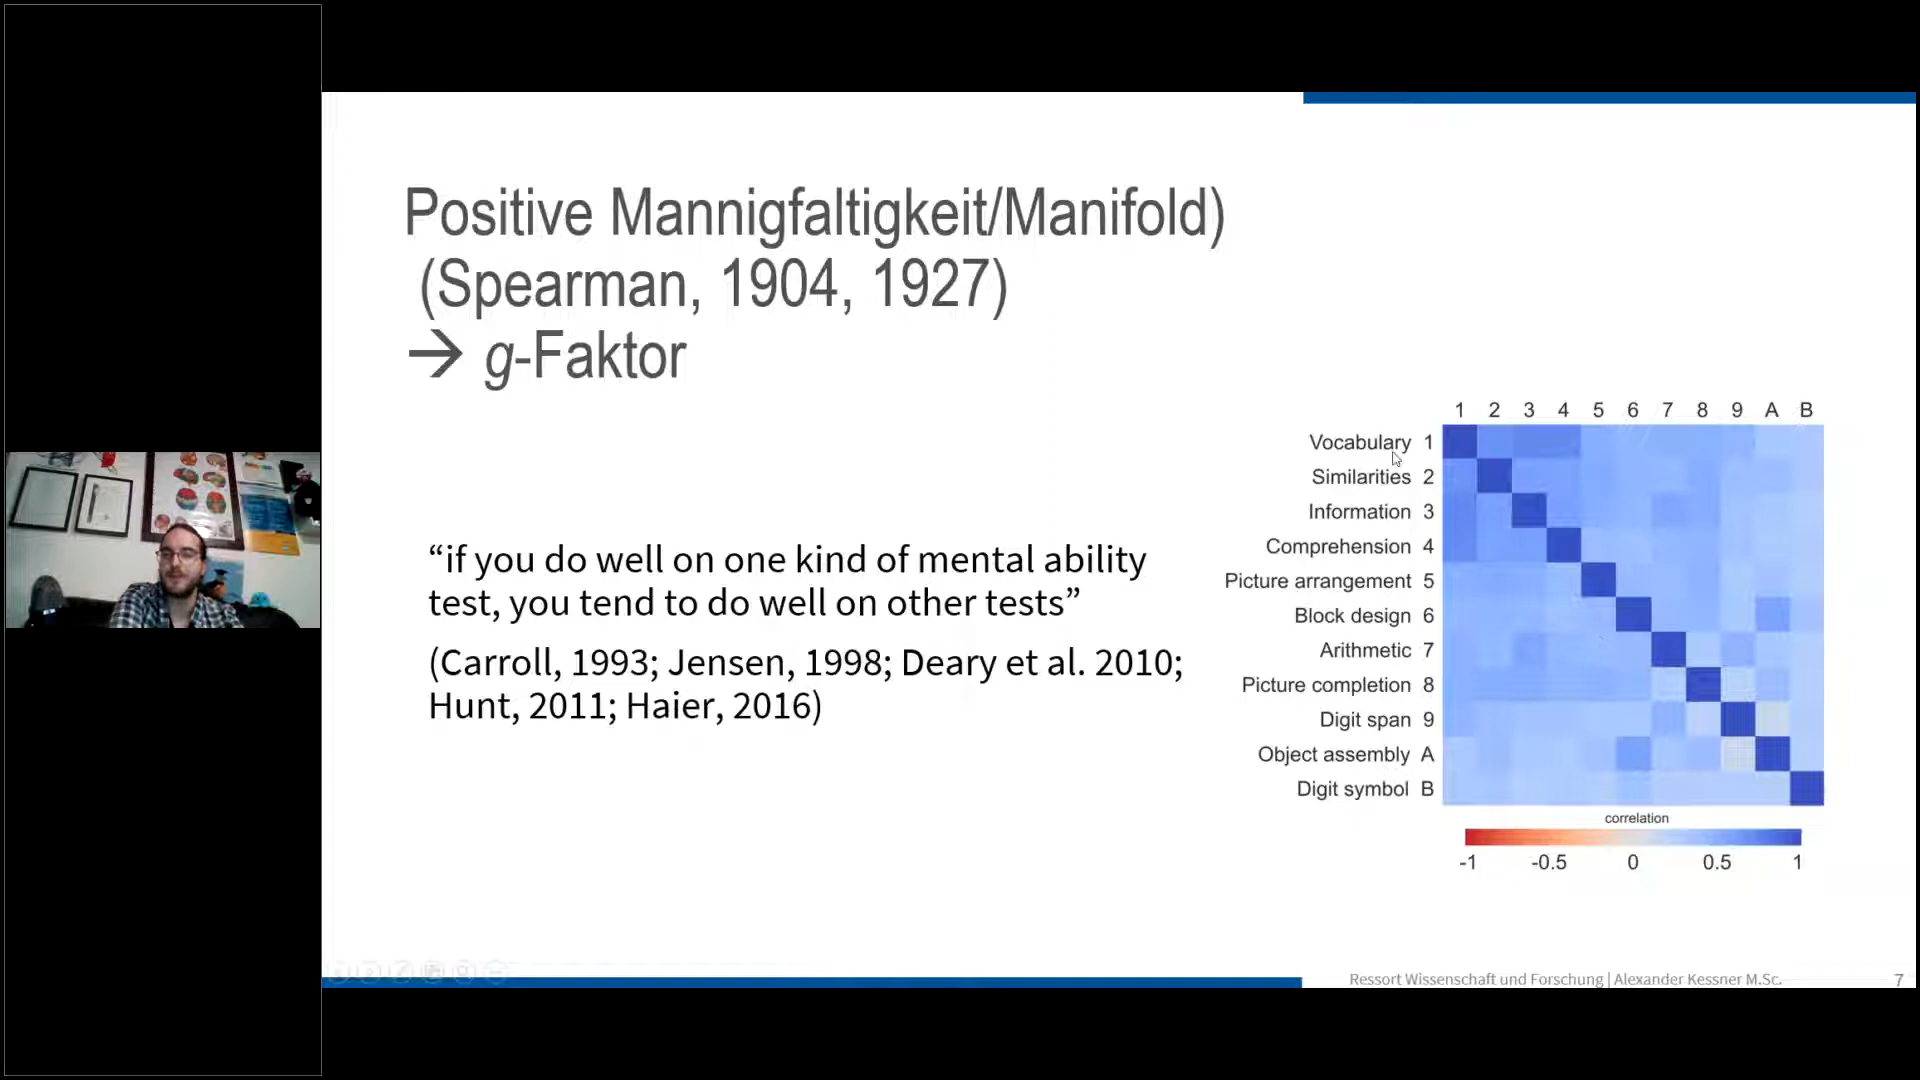 Positive Mannigfaltigkeit/Manifold)
(Spearman, 1904, 1927)
→ g-Faktor
“if you do well on one kind of mental ability
test, you tend to do well on other tests”
(Carroll, 1993; Jensen, 1998; Deary et al. 2010;
Hunt, 2011; Haier, 2016)
1 2 3 4 5 6 7 8 9 A B
Vocabulary 1
Similarities 2
Information 3
Comprehension 4
Picture arrangement 5
Block design 6
Arithmetic 7
Picture completion 8
Digit span 9
Object assembly A
Digit symbol B
correlation
-1 -0.5 0 0.5 1
Ressort Wissenschaft und Forschung | Alexander Kessner M.Sc. 7